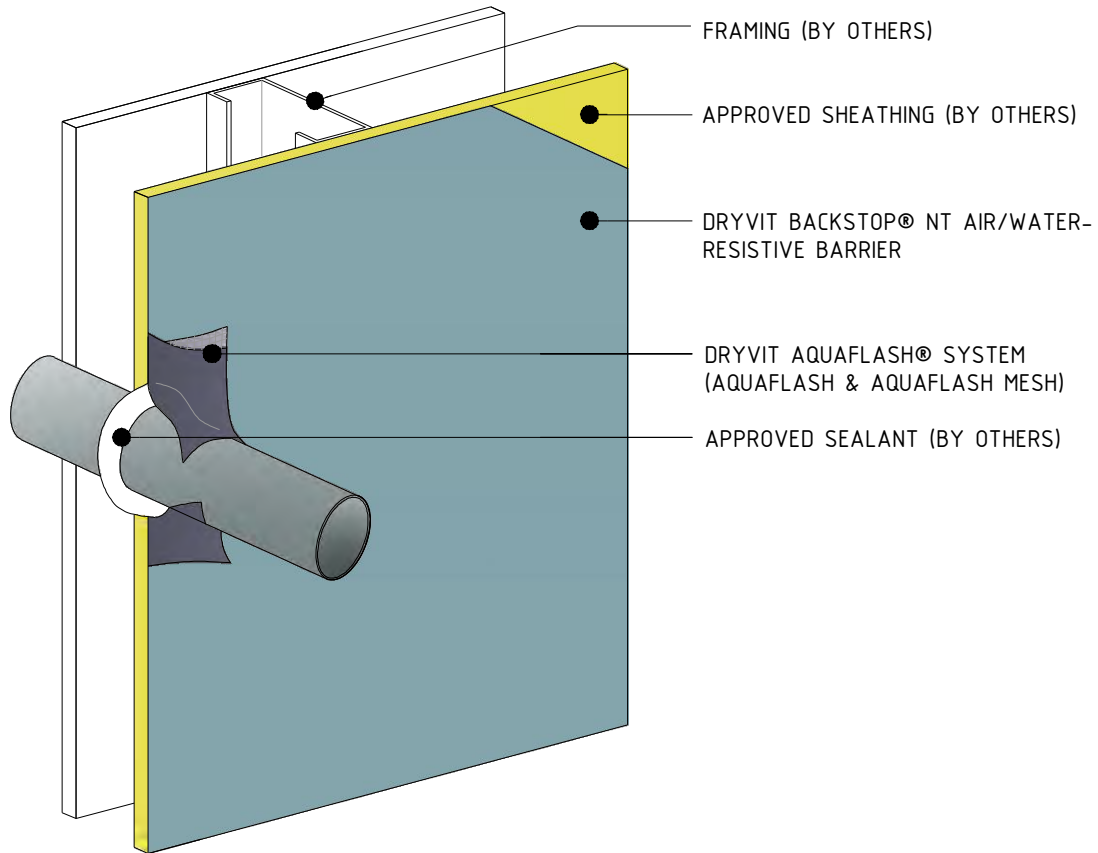 FRAMING (BY OTHERS)
APPROVED SHEATHING (BY OTHERS)
DRYVIT BACKSTOP® NT AIR/WATER-
RESISTIVE BARRIER
DRYVIT AQUAFLASH® SYSTEM
(AQUAFLASH & AQUAFLASH MESH)
APPROVED SEALANT (BY OTHERS)